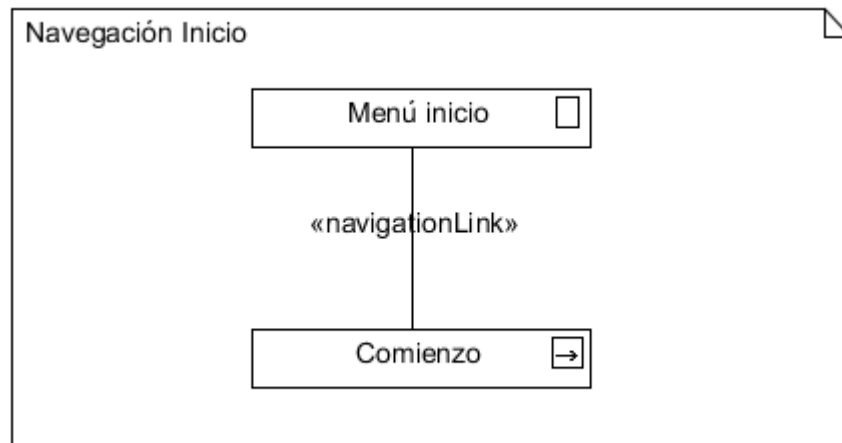 Navegación Inicio
Menú inicio
«navigationLink»
Comienzo